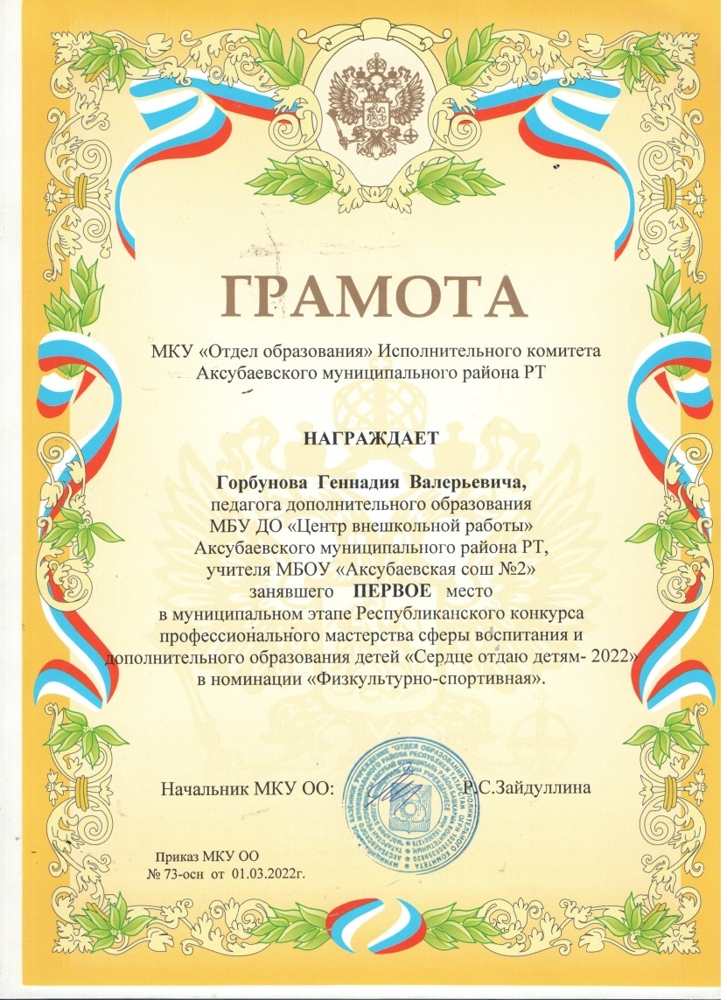 ГРАМОТА
МКУ «Отдел образования» Исполнительного комитета
Аксубаевского муниципального района РТ
НАГРАЖДАЕТ
Горбунова Геннадия Валерьевича,
педагога дополнительного образования
МБУ ДО «Центр внешкольной работы»
Аксубаевского муниципального района РТ,
учителя МБОУ «Аксубаевская сош №2»
занявшего ПЕРВОЕ место
в муниципальном этапе Республиканского конкурса
профессионального мастерства сферы воспитания и
дополнительного образования детей «Сердце отдаю детям- 2022»
в номинации «Физкультурно-спортивная».
Начальник МКУ ОО: Р.С.Зайдуллина
Приказ МКУ ОО
№ 73-осн от 01.03.2022г.